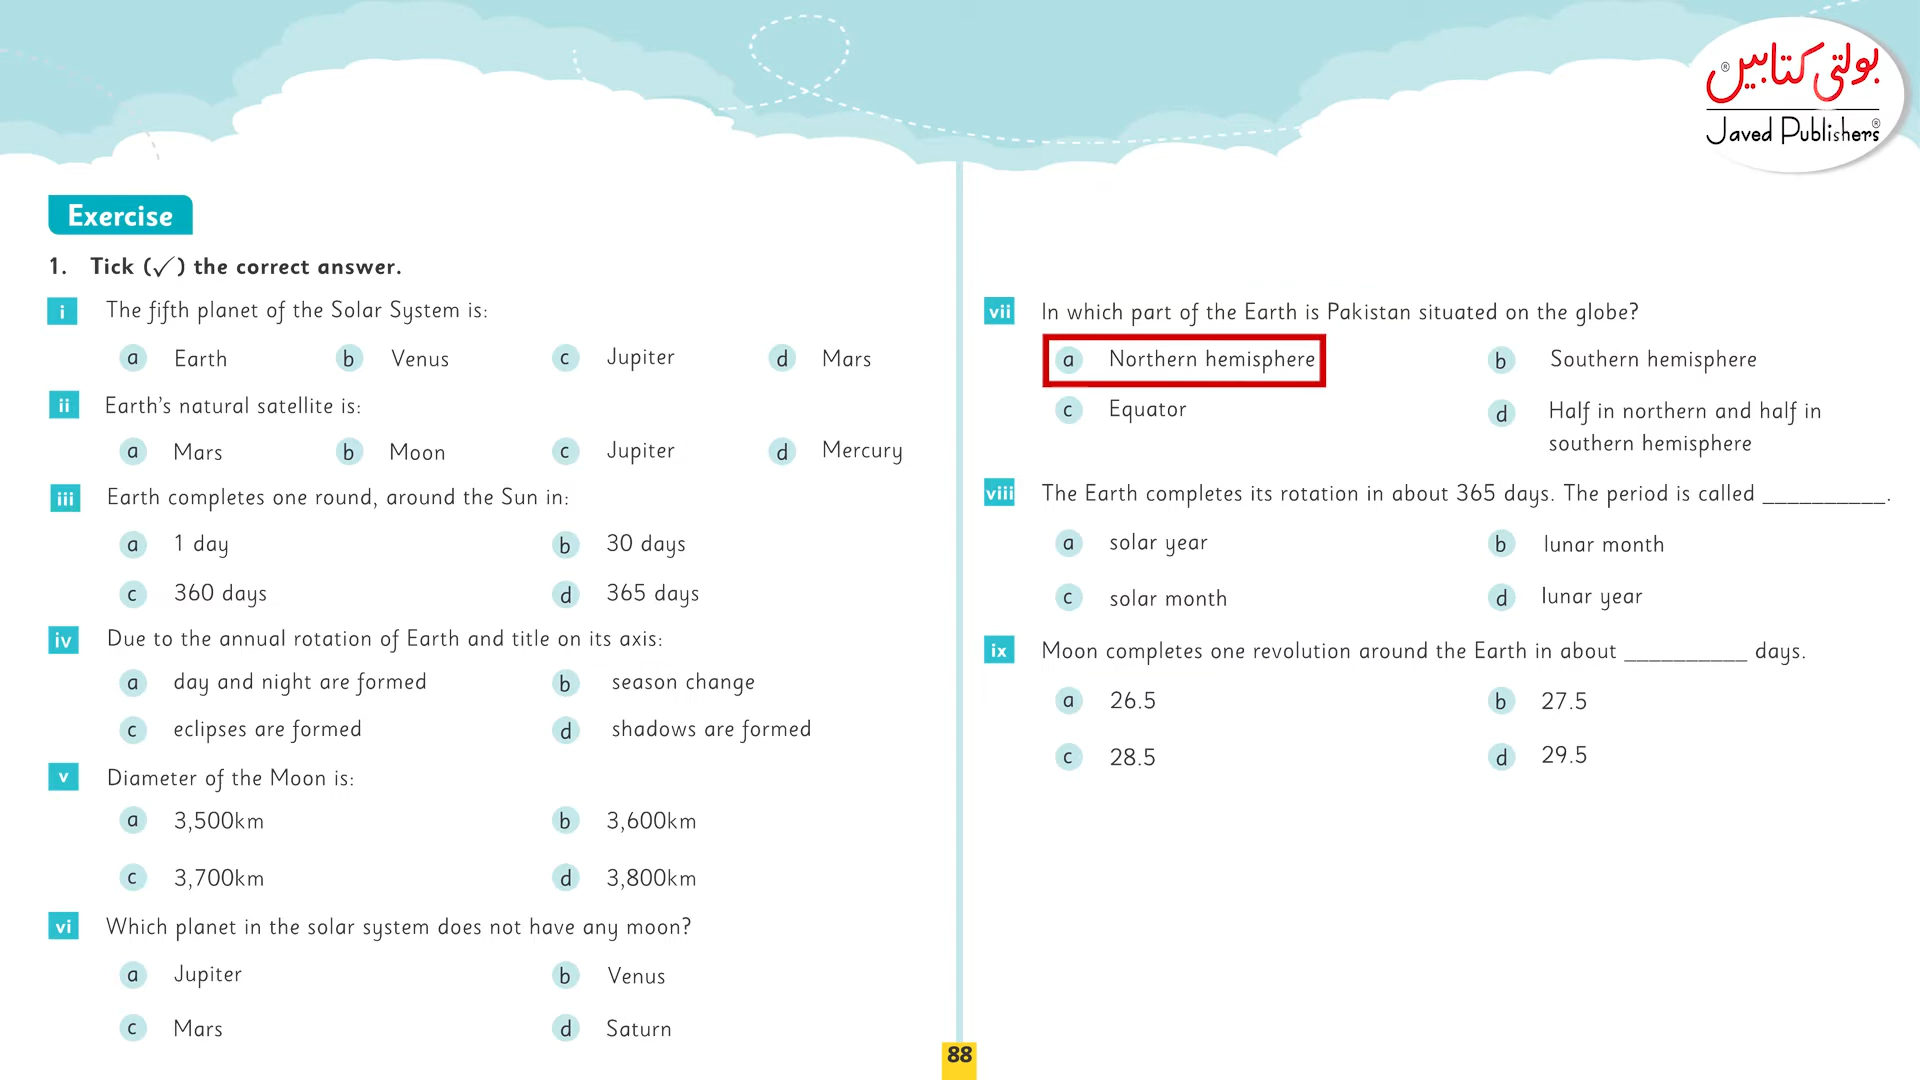 بولتی کتابیں
®
Javed Publishers®
Exercise
1. Tick (✓) the correct answer.
i The fifth planet of the Solar System is:
a Earth b Venus c Jupiter d Mars
ii Earth's natural satellite is:
a Mars b Moon c Jupiter d Mercury
iii Earth completes one round, around the Sun in:
a 1 day b 30 days
c 360 days d 365 days
iv Due to the annual rotation of Earth and title on its axis:
a day and night are formed b season change
c eclipses are formed d shadows are formed
v Diameter of the Moon is:
a 3,500km b 3,600km
c 3,700km d 3,800km
vi Which planet in the solar system does not have any moon?
a Jupiter b Venus
c Mars d Saturn
vii In which part of the Earth is Pakistan situated on the globe?
a Northern hemisphere b Southern hemisphere
c Equator d Half in northern and half in
southern hemisphere
viii The Earth completes its rotation in about 365 days. The period is called __________.
a solar year b lunar month
c solar month d lunar year
ix Moon completes one revolution around the Earth in about __________ days.
a 26.5 b 27.5
c 28.5 d 29.5
88